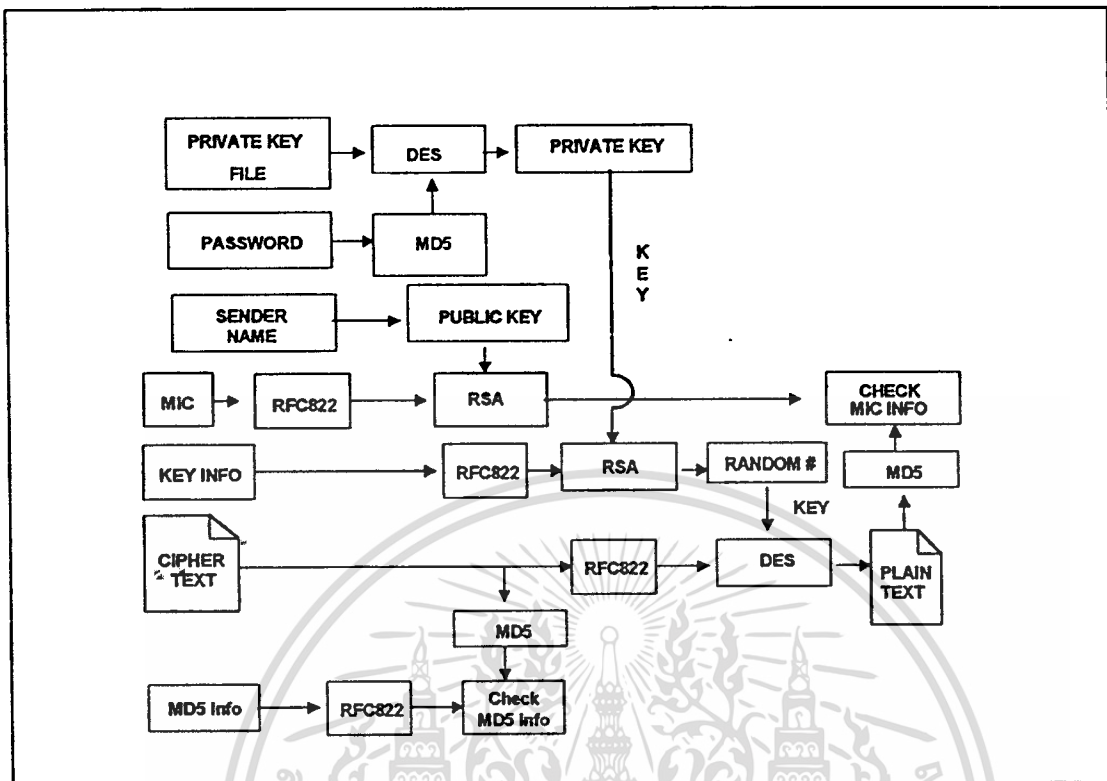 PRIVATE KEY
FILE
DES
PRIVATE KEY
PASSWORD
MD5
K
E
Y
SENDER
NAME
PUBLIC KEY
MIC
RFC822
RSA
CHECK
MIC INFO
KEY INFO
RFC822
RSA
RANDOM #
MD5
KEY
CIPHER
TEXT
RFC822
DES
PLAIN
TEXT
MD5
MD5 Info
RFC822
Check
MD5 Info